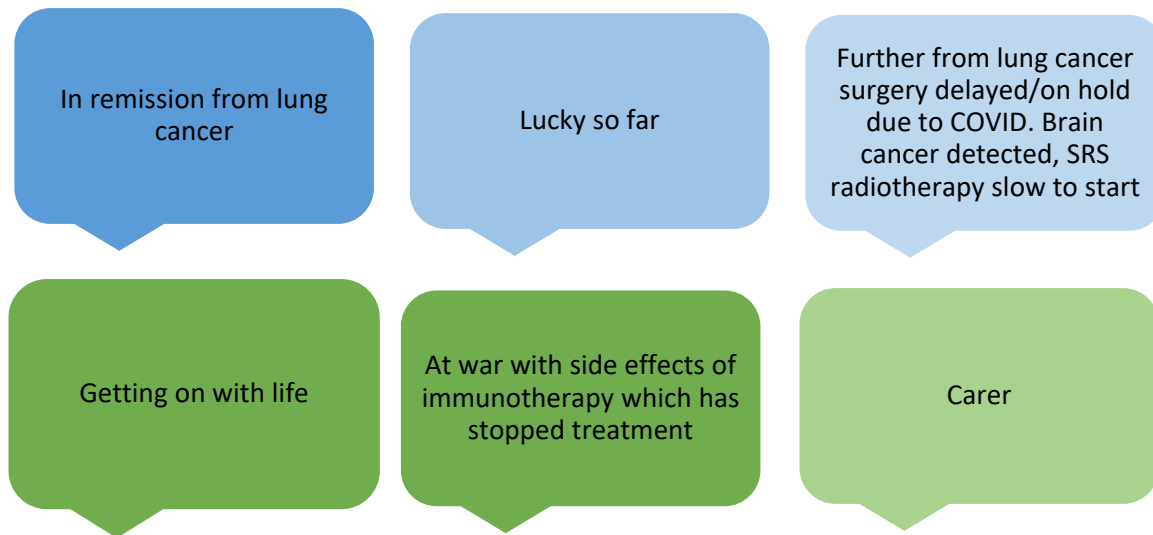 In remission from lung
cancer
Lucky so far
Further from lung cancer
surgery delayed/on hold
due to COVID. Brain
cancer detected, SRS
radiotherapy slow to start
Getting on with life
At war with side effects of
immunotherapy which has
stopped treatment
Carer